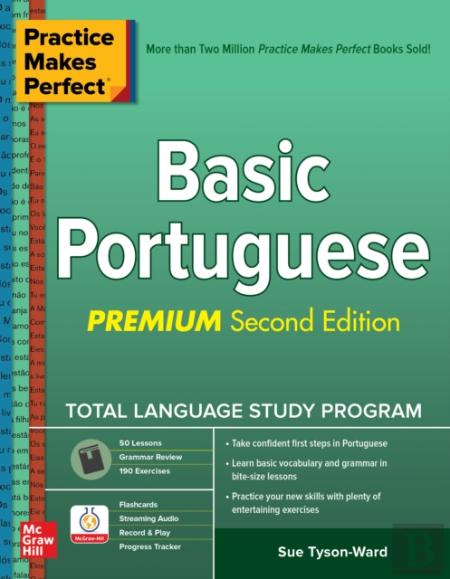 Practice
Makes
Perfect®
More than Two Million Practice Makes Perfect Books Sold!
Basic
Portuguese
PREMIUM Second Edition
TOTAL LANGUAGE STUDY PROGRAM
50 Lessons
Grammar Review
190 Exercises
Flashcards
Streaming Audio
Record & Play
Progress Tracker
McGraw-Hill
• Take confident first steps in Portuguese
• Learn basic vocabulary and grammar in
bite-size lessons
• Practice your new skills with plenty of
entertaining exercises
Mc
Graw
Hill
Sue Tyson-Ward
B